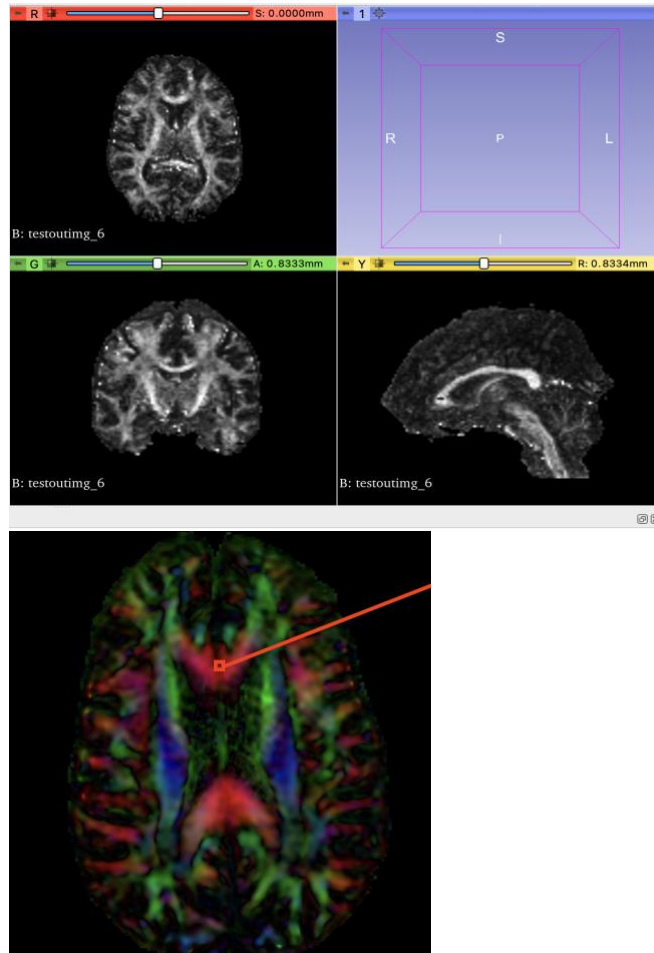 R S: 0.0000mm
1
S
R P L
I
B: testoutimg_6
G A: 0.8333mm
Y R: 0.8334mm
B: testoutimg_6
B: testoutimg_6